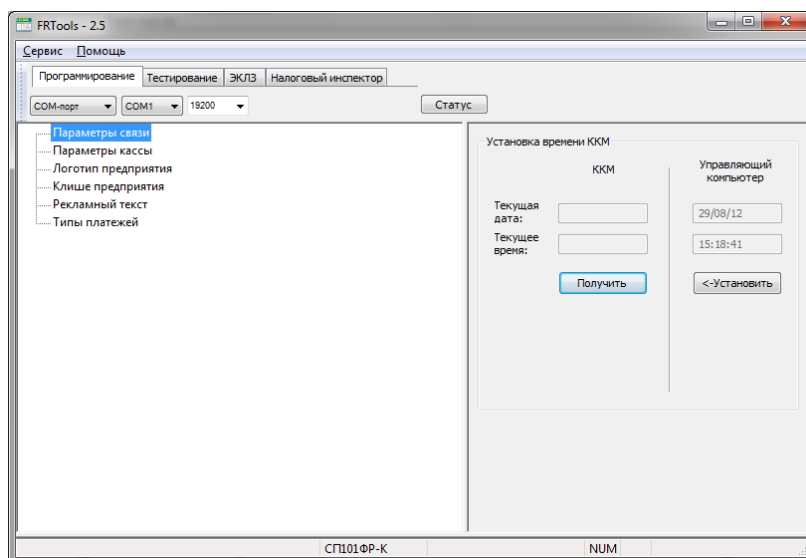 FRTools - 2.5
Сервис Помощь
Программирование Тестирование ЭКЛЗ Налоговый инспектор
COM-порт COM1 19200 Статус
Параметры связи
Параметры кассы
Логотип предприятия
Клише предприятия
Рекламный текст
Типы платежей
Установка времени ККМ
ККМ
Управляющий
компьютер
Текущая
дата:
29/08/12
Текущее
время:
15:18:41
Получить
<-Установить
СП101ФР-К NUM